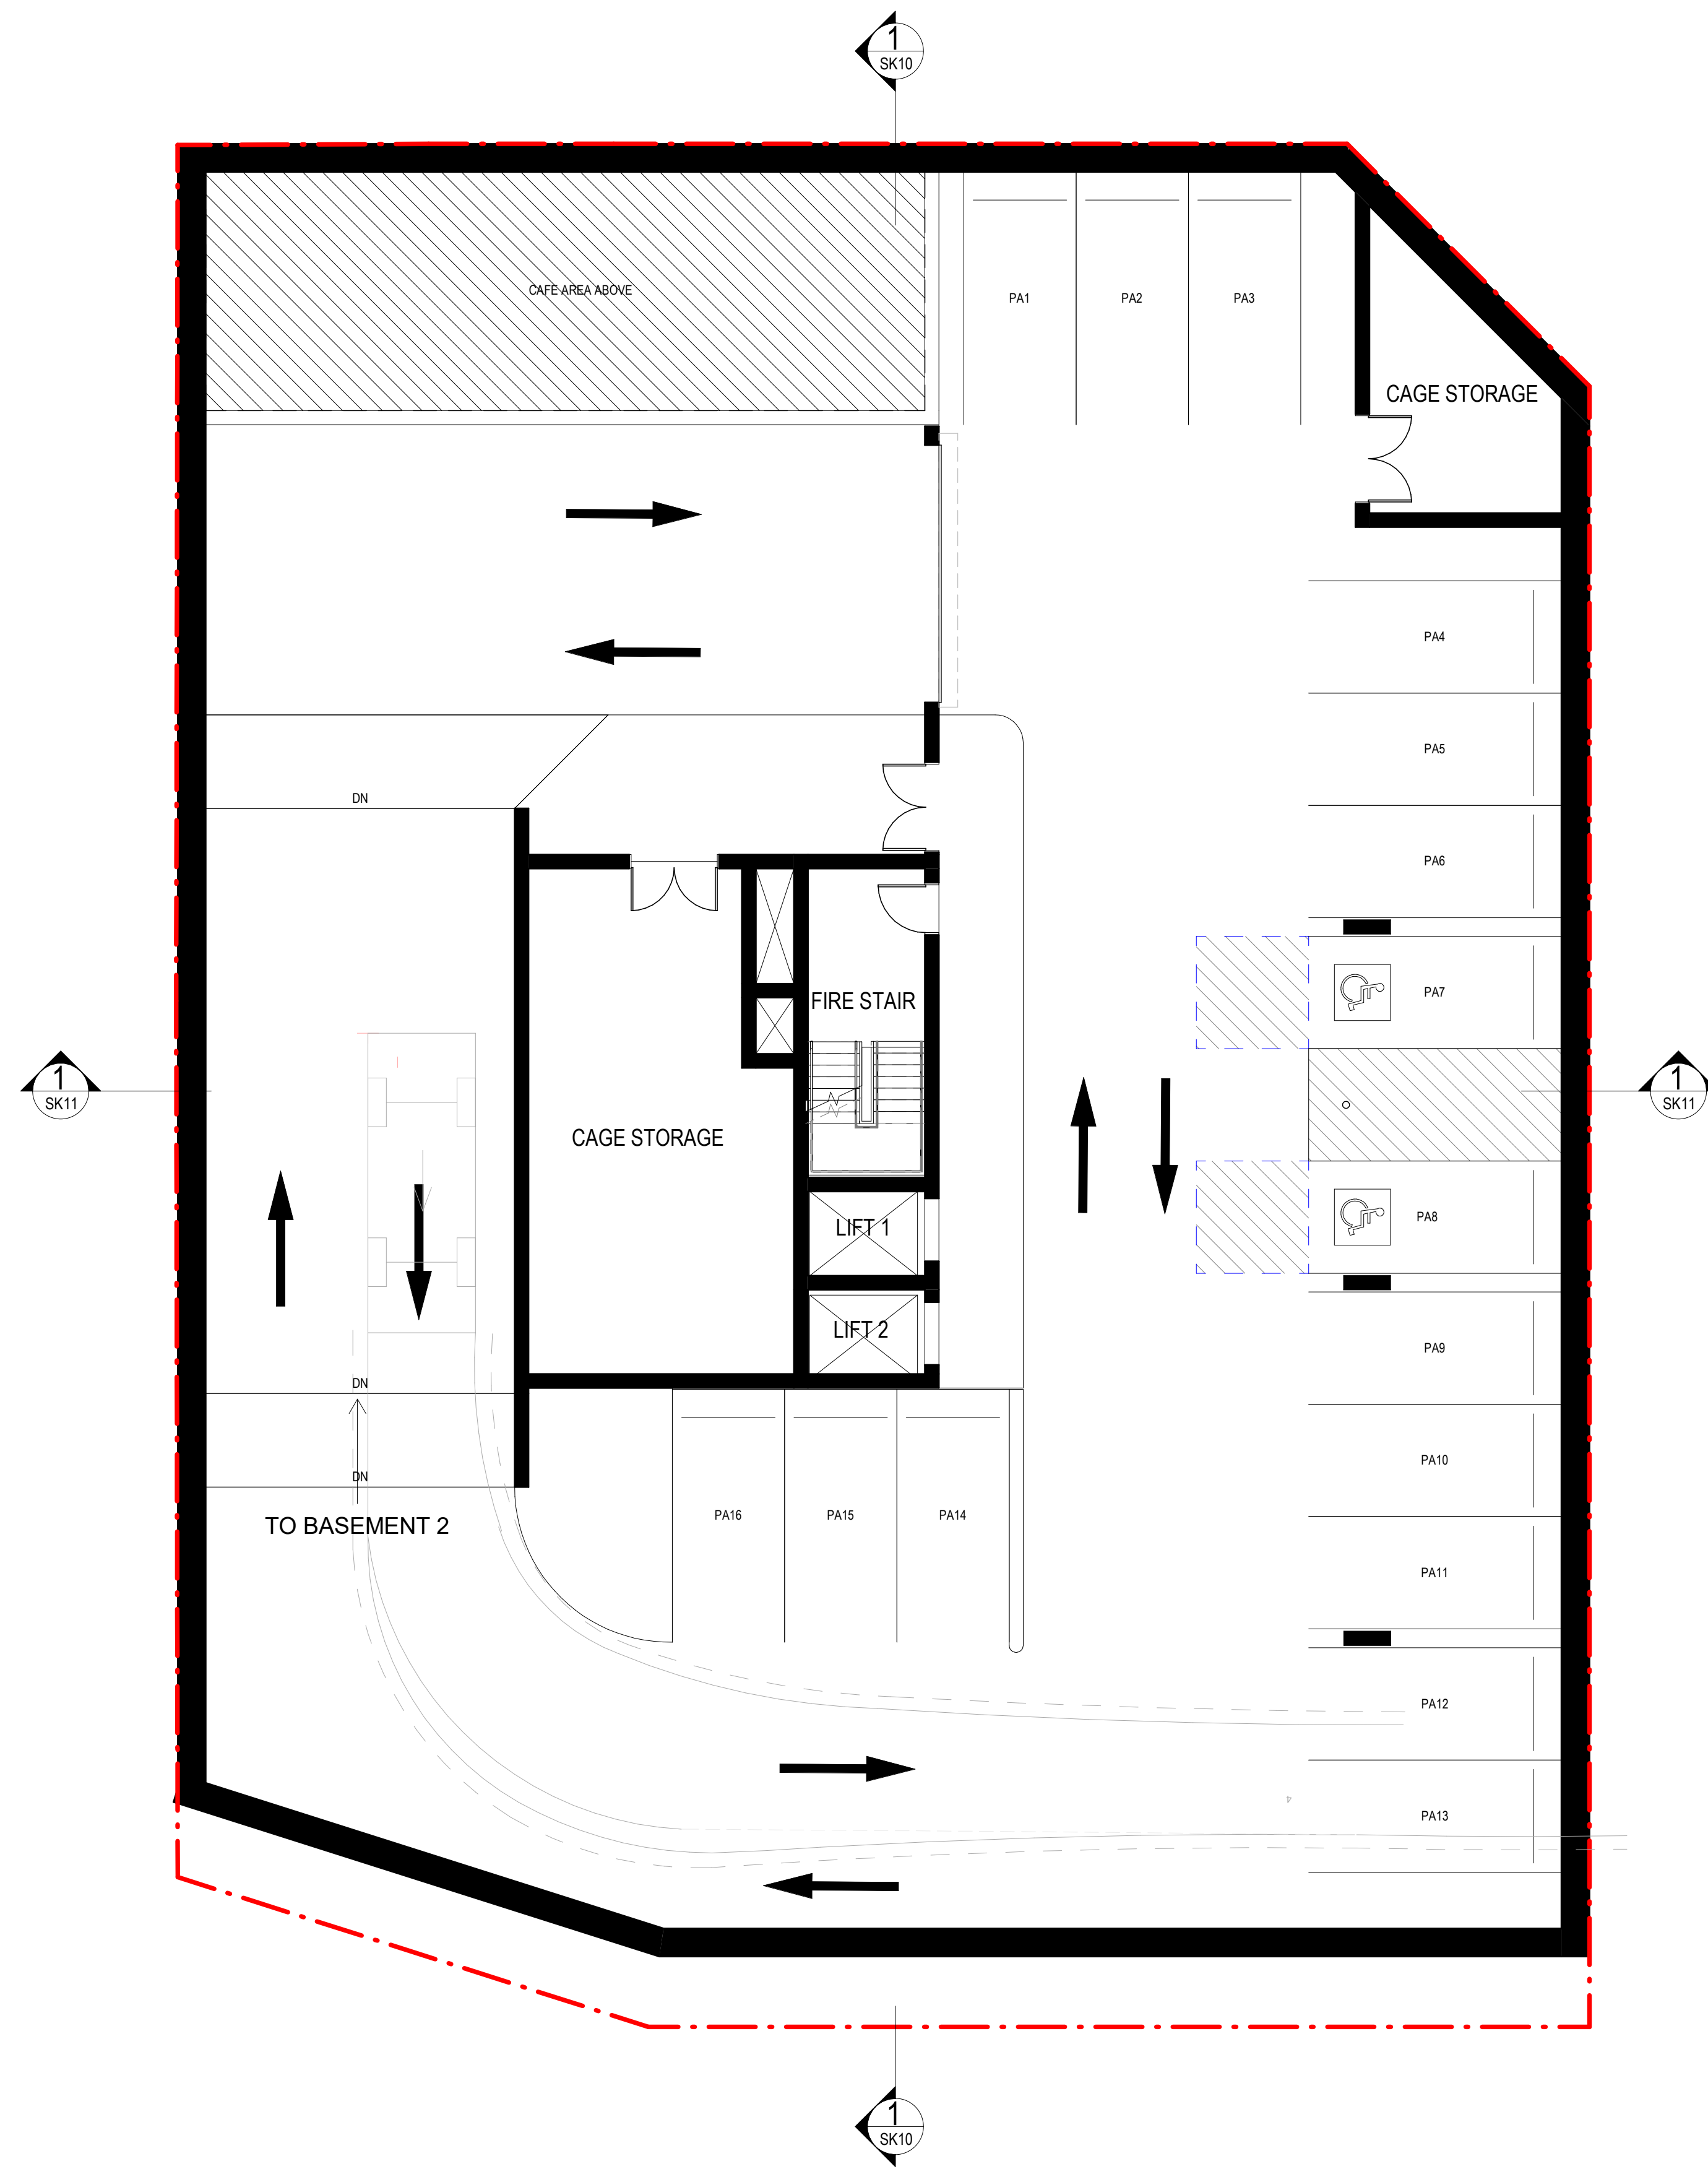 1
SK10
CAFE AREA ABOVE
PA1
PA2
PA3
CAGE STORAGE
PA4
PA5
DN
PA6
FIRE STAIR
PA7
1
SK11
1
SK11
CAGE STORAGE
LIFT 1
PA8
LIFT 2
PA9
DN
PA10
DN
TO BASEMENT 2
PA16
PA15
PA14
PA11
PA12
PA13
1
SK10